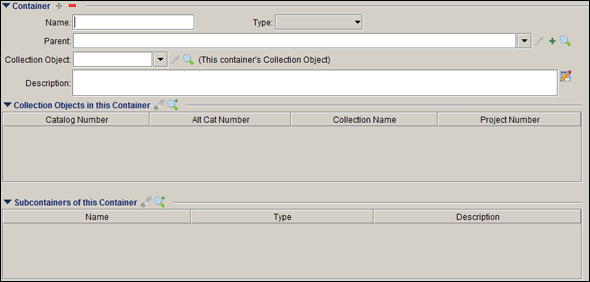 Container
Name: Type:
Parent:
Collection Object: (This container's Collection Object)
Description:
Collection Objects in this Container
Catalog Number Alt Cat Number Collection Name Project Number
Subcontainers of this Container
Name Type Description